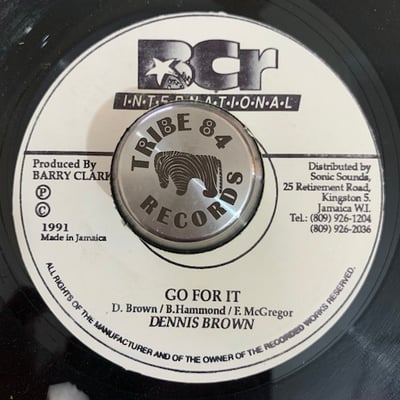 BCr
I·N·T·E·R·N·A·T·I·O·N·A·L
TRIBE 84
RECORDS
Produced By
BARRY CLARK
P
C
1991
Made in Jamaica
Distributed by
Sonic Sounds,
25 Retirement Road,
Kingston 5.
Jamaica W.I.
Tel.: (809) 926-1204
(809) 926-2036
GO FOR IT
D. Brown / B.Hammond / F. McGregor
DENNIS BROWN
ALL RIGHTS OF THE MANUFACTURER AND OF THE OWNER OF THE RECORDED WORKS RESERVED.